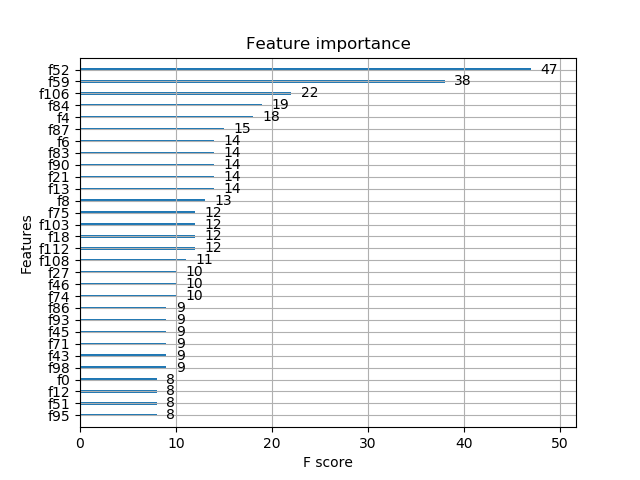 Feature importance
f52 47
f59 38
f106 22
f84 19
f4 18
f87 15
f6 14
f83 14
f90 14
f21 14
f13 14
f8 13
f75 12
f103 12
f18 12
f112 12
f108 11
f27 10
f46 10
f74 10
f86 9
f93 9
f45 9
f71 9
f43 9
f98 9
f0 8
f12 8
f51 8
f95 8
Features
0 10 20 30 40 50
F score